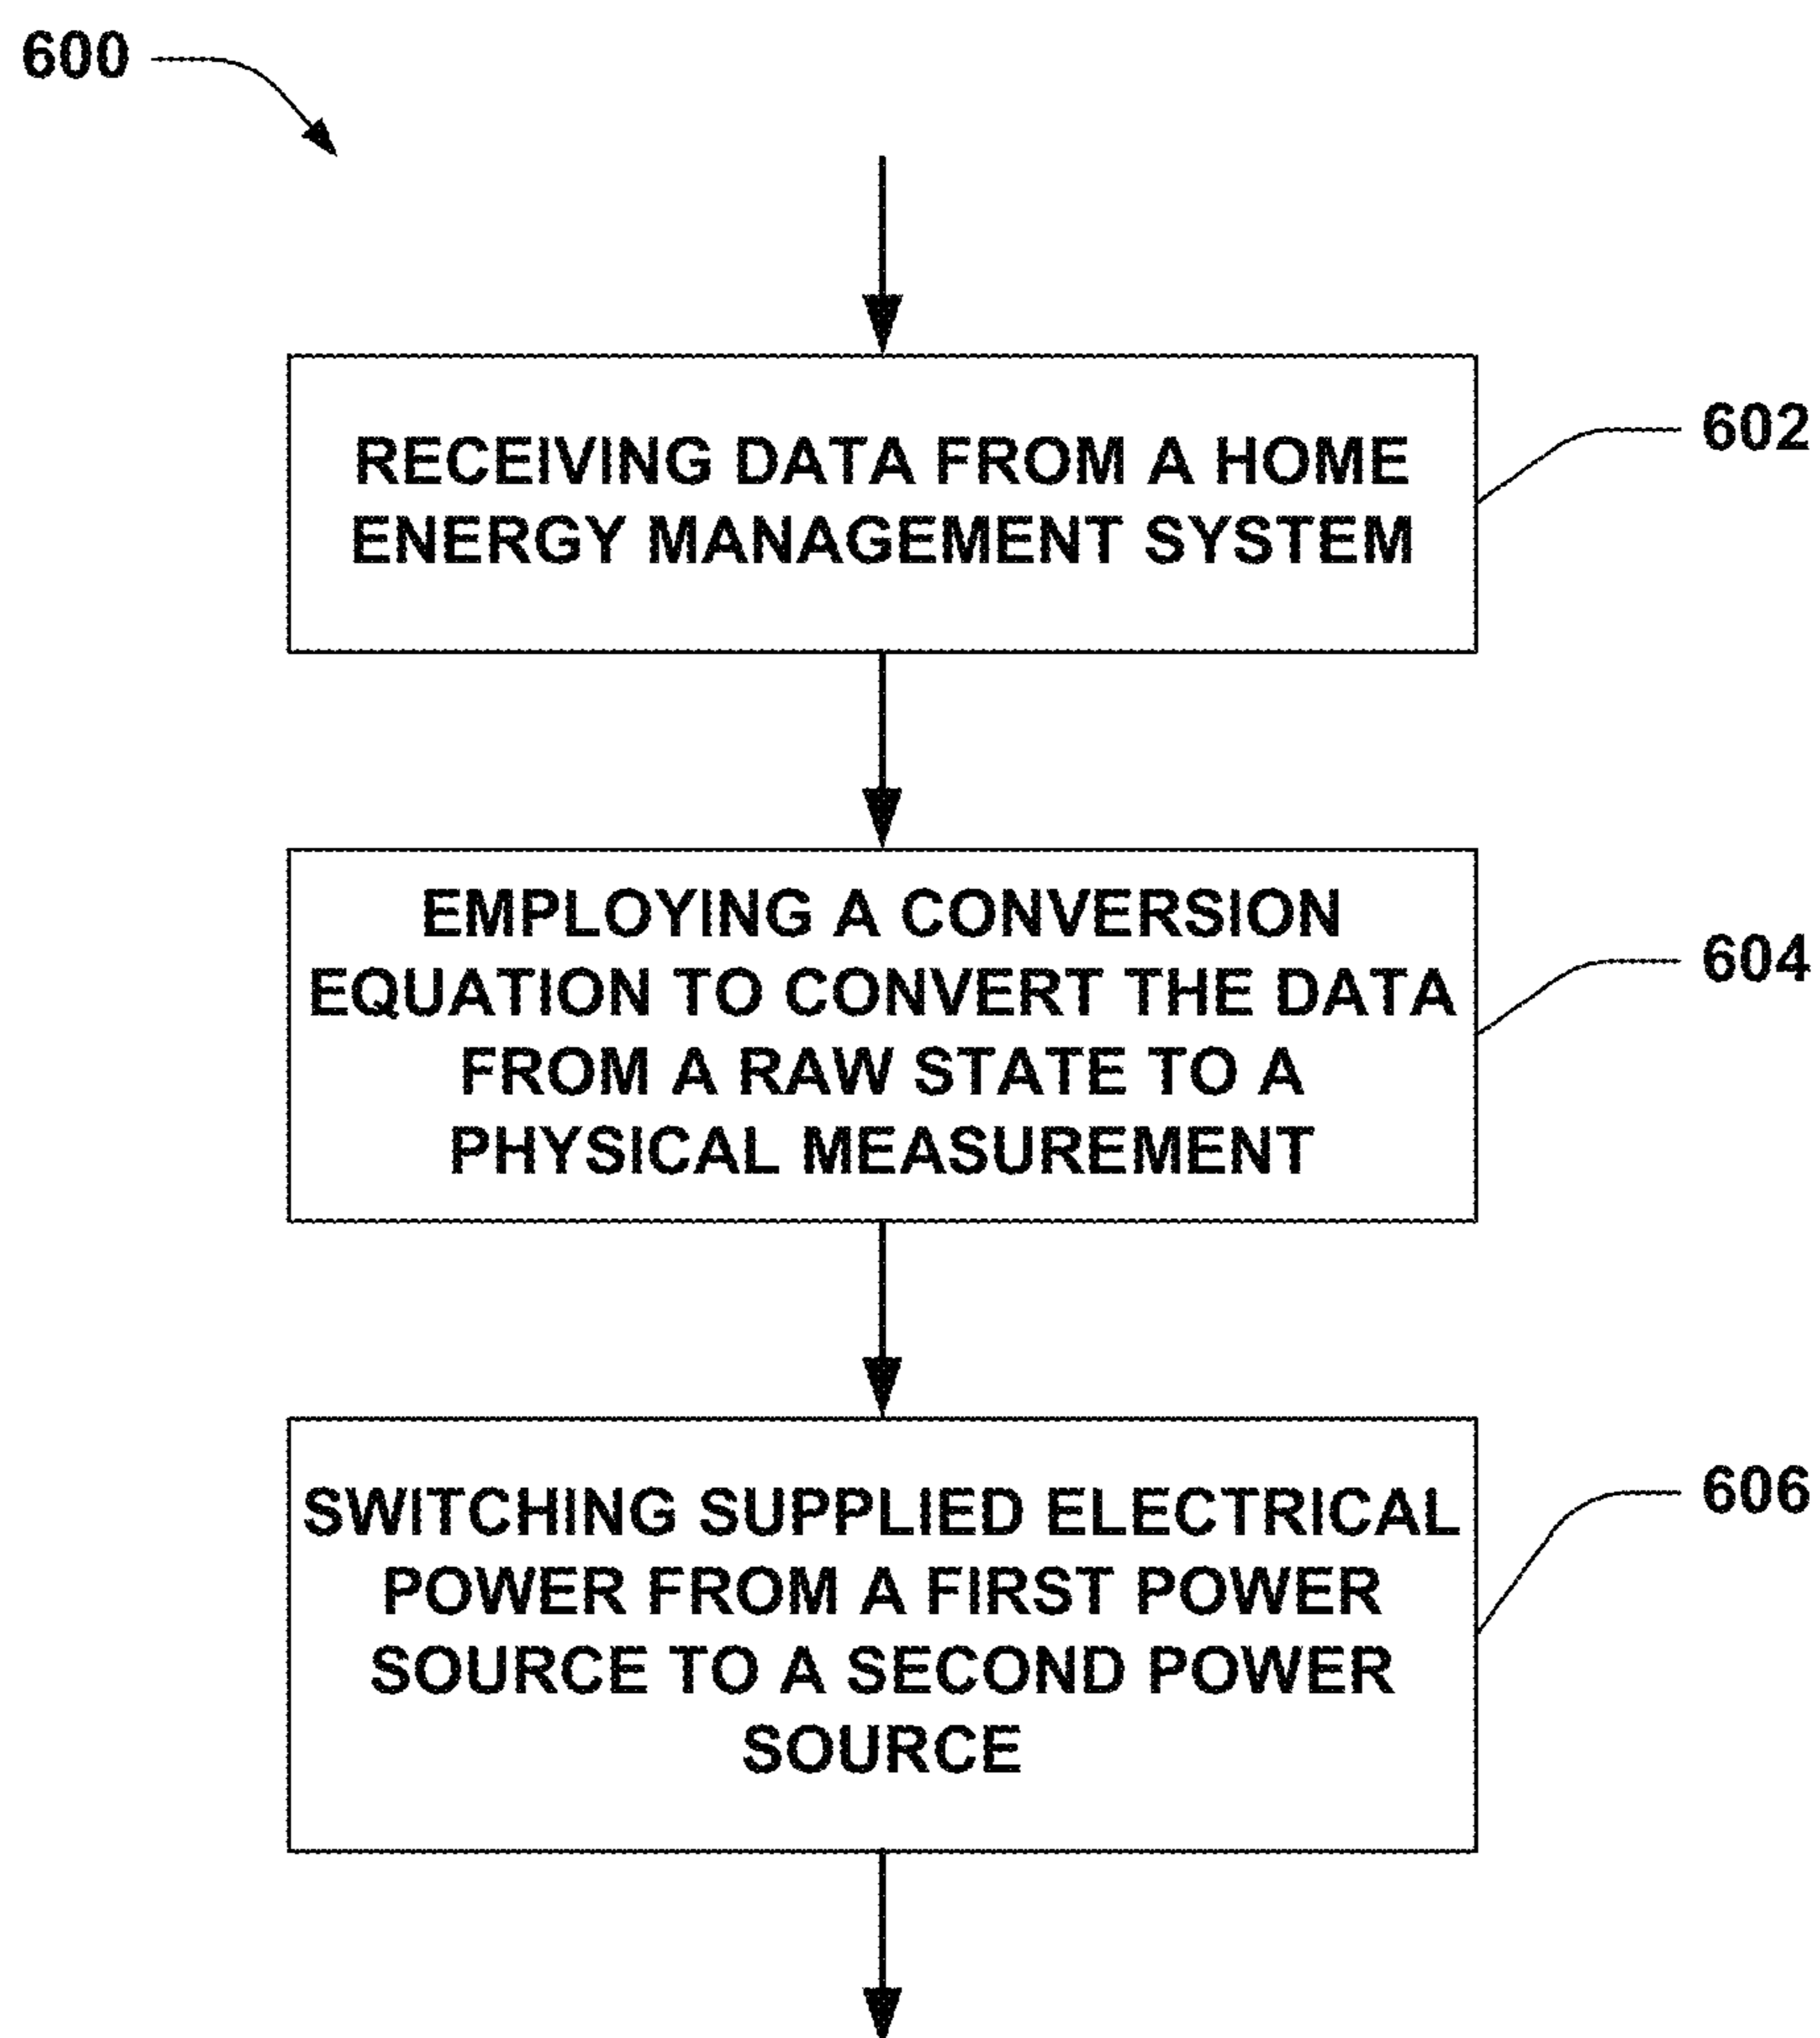 600
RECEIVING DATA FROM A HOME
ENERGY MANAGEMENT SYSTEM
602
EMPLOYING A CONVERSION
EQUATION TO CONVERT THE DATA
FROM A RAW STATE TO A
PHYSICAL MEASUREMENT
604
SWITCHING SUPPLIED ELECTRICAL
POWER FROM A FIRST POWER
SOURCE TO A SECOND POWER
SOURCE
606